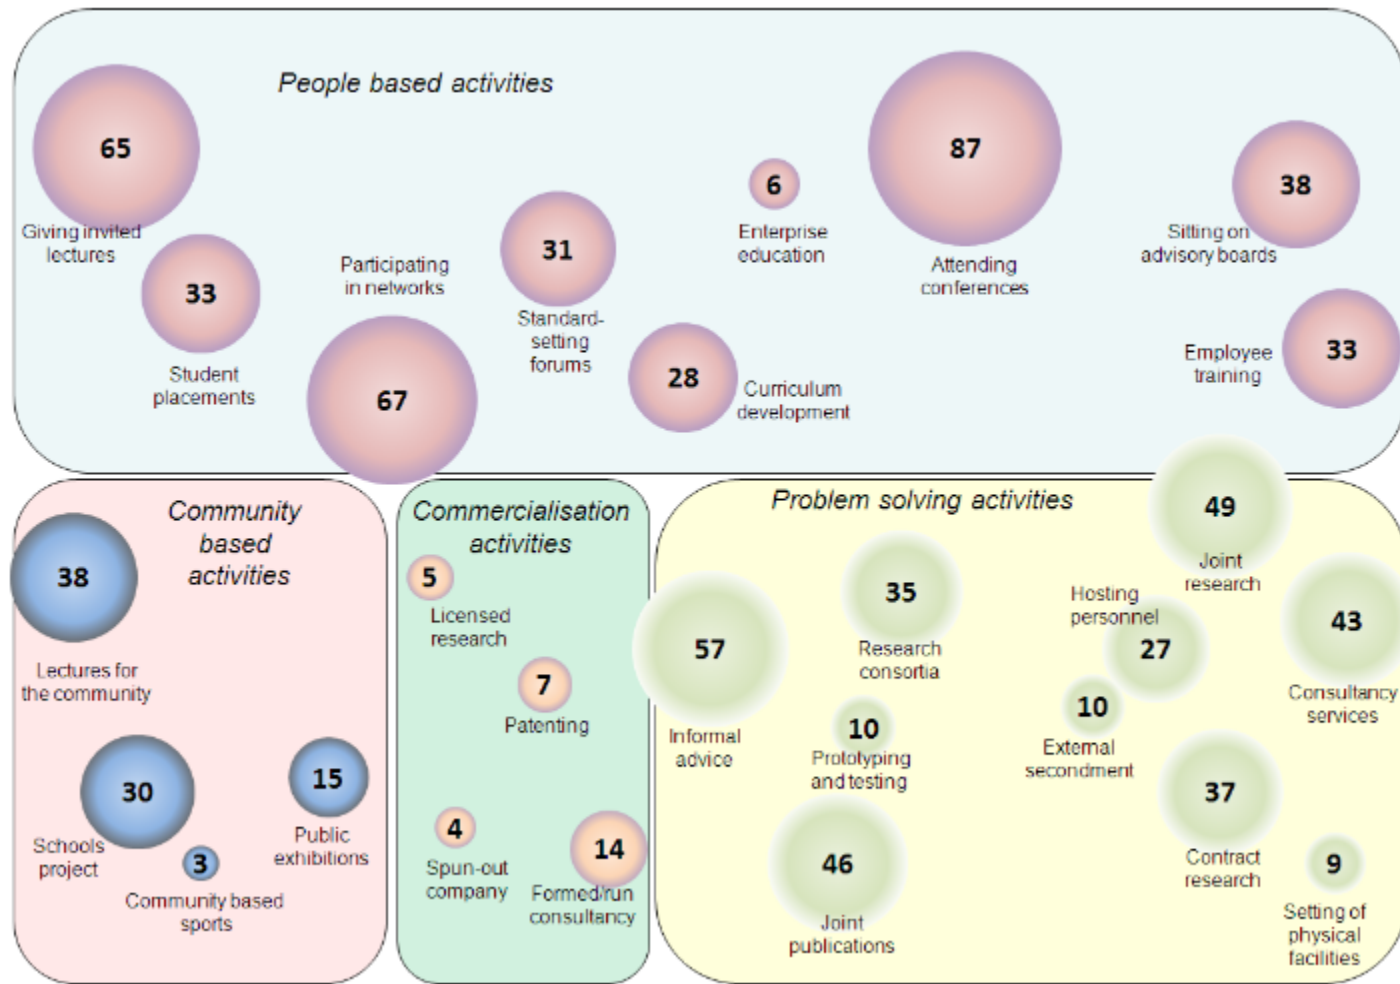 People based activities
65
Giving invited
lectures
33
Student
placements
Participating
in networks
67
31
Standard-
setting
forums
28
Curriculum
development
6
Enterprise
education
87
Attending
conferences
38
Sitting on
advisory boards
33
Employee
training
Community
based
activities
38
Lectures for
the community
30
Schools
project
3
Community based
sports
15
Public
exhibitions
Commercialisation
activities
5
Licensed
research
7
Patenting
4
Spun-out
company
14
Formed/run
consultancy
Problem solving activities
57
Informal
advice
35
Research
consortia
10
Prototyping
and testing
46
Joint
publications
49
Joint
research
Hosting
personnel
27
10
External
secondment
43
Consultancy
services
37
Contract
research
9
Setting of
physical
facilities